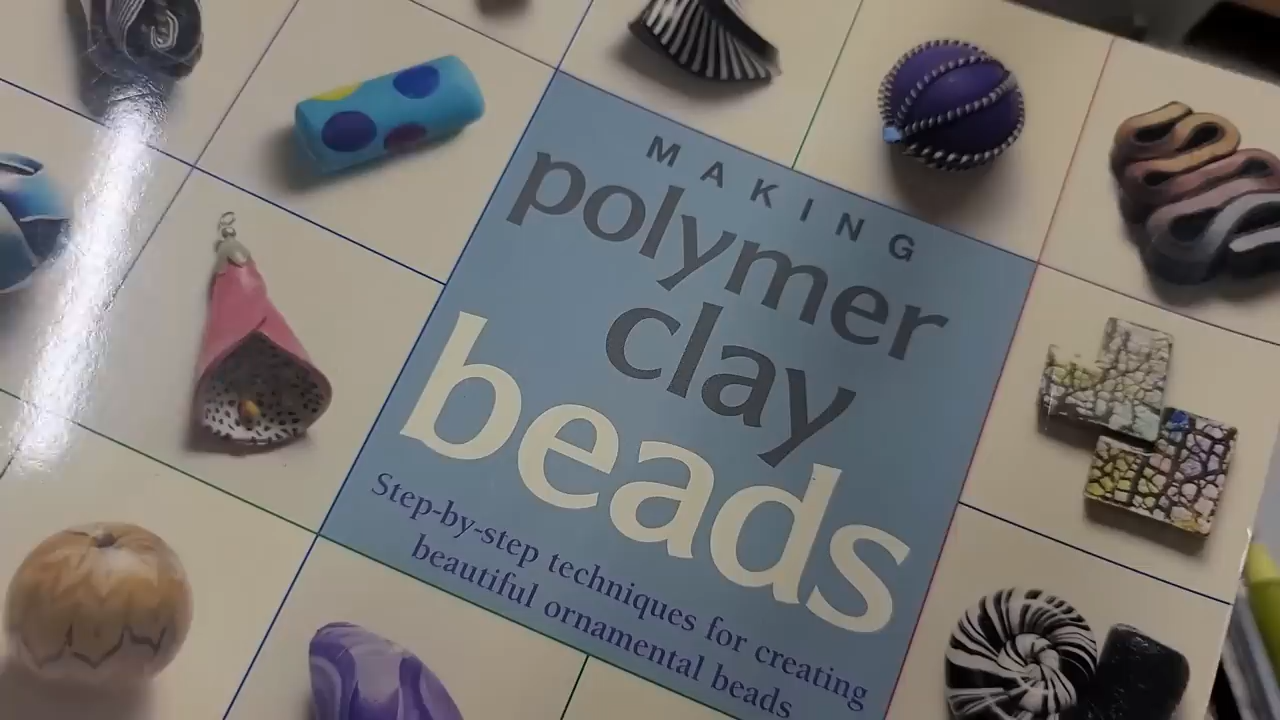 MAKING
polymer
clay
beads
Step-by-step techniques for creating
beautiful ornamental beads